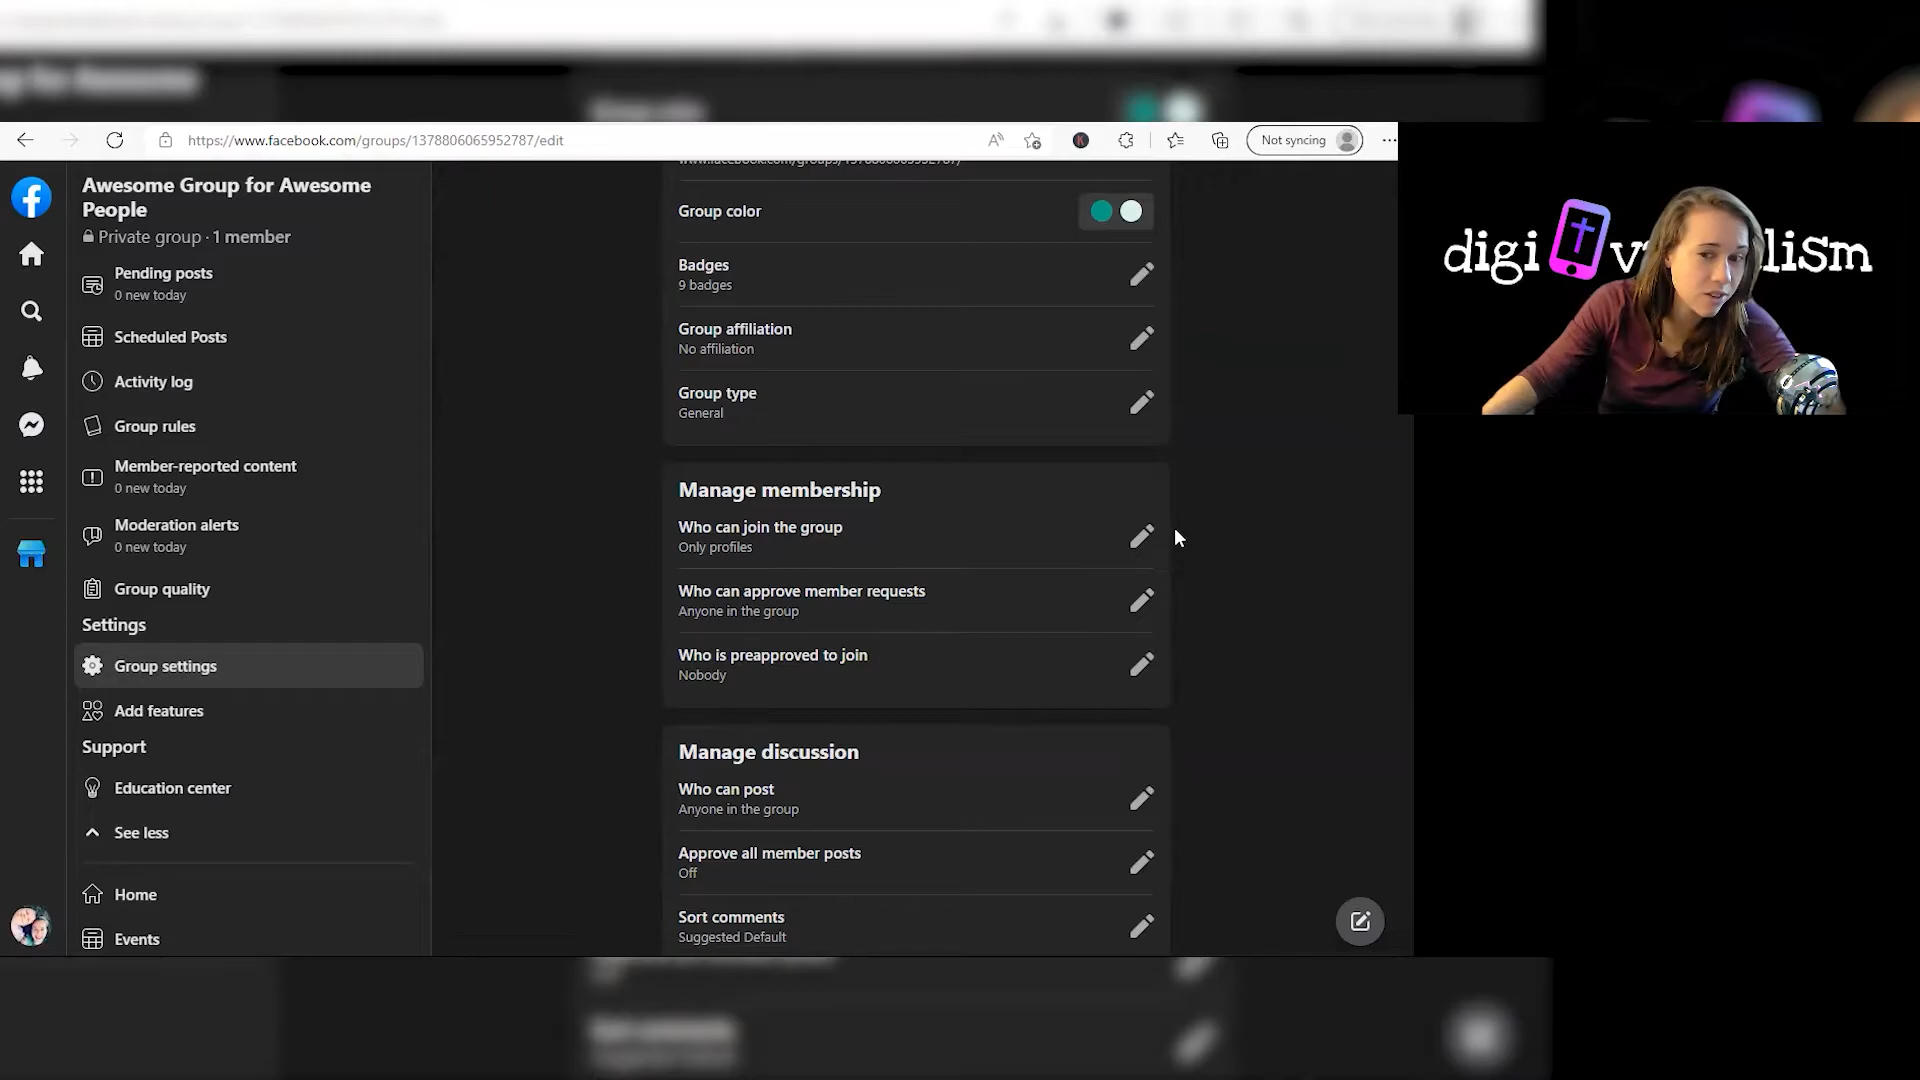 https://www.facebook.com/groups/1378806065952787/edit
Not syncing
Awesome Group for Awesome
People
Private group · 1 member
Pending posts
0 new today
Scheduled Posts
Activity log
Group rules
Member-reported content
0 new today
Moderation alerts
0 new today
Group quality
Settings
Group settings
Add features
Support
Education center
See less
Home
Events
www.facebook.com/groups/1378806065952787/
Group color
Badges
9 badges
Group affiliation
No affiliation
Group type
General
Manage membership
Who can join the group
Only profiles
Who can approve member requests
Anyone in the group
Who is preapproved to join
Nobody
Manage discussion
Who can post
Anyone in the group
Approve all member posts
Off
Sort comments
Suggested Default
digi v lism